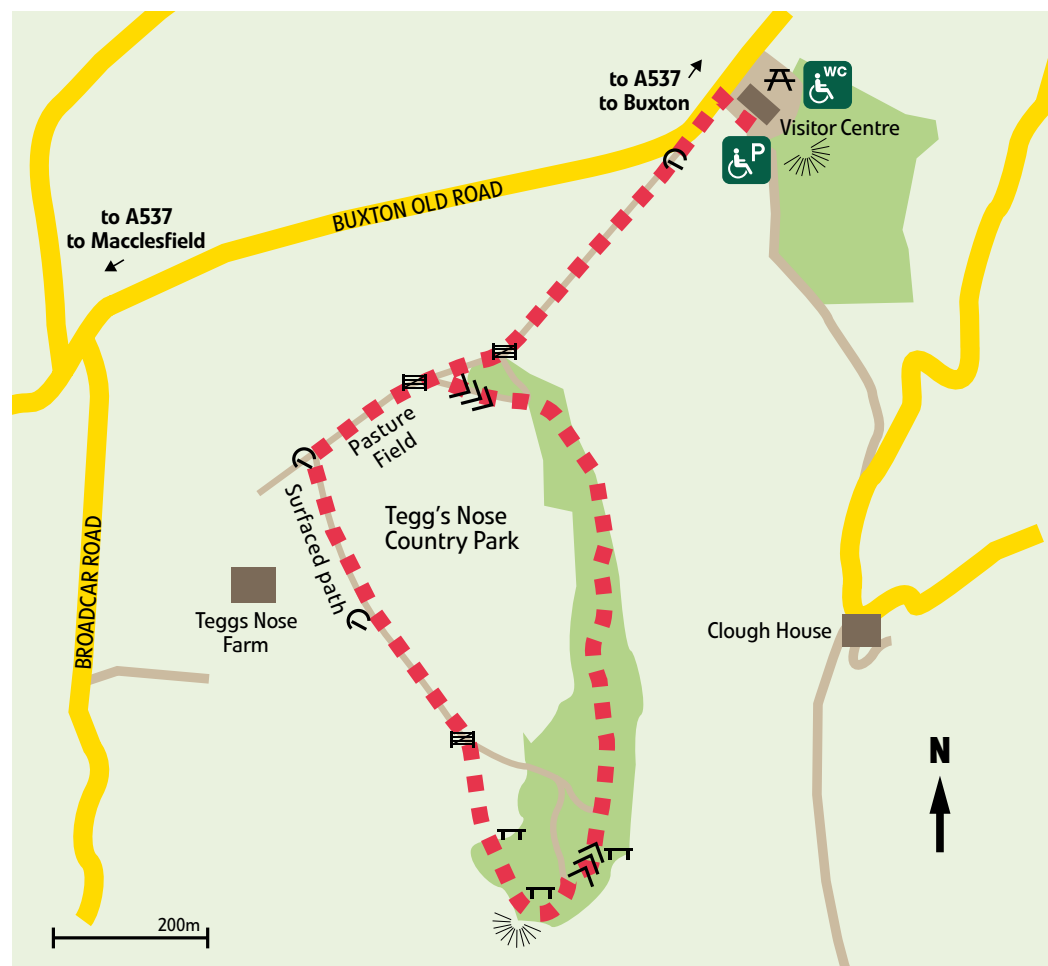 to A537
to Buxton
WC
Visitor Centre
P
BUXTON OLD ROAD
to A537
to Macclesfield
Pasture
Field
Surfaced path
Tegg's Nose
Country Park
BROADCAR ROAD
Teggs Nose
Farm
Clough House
N
200m